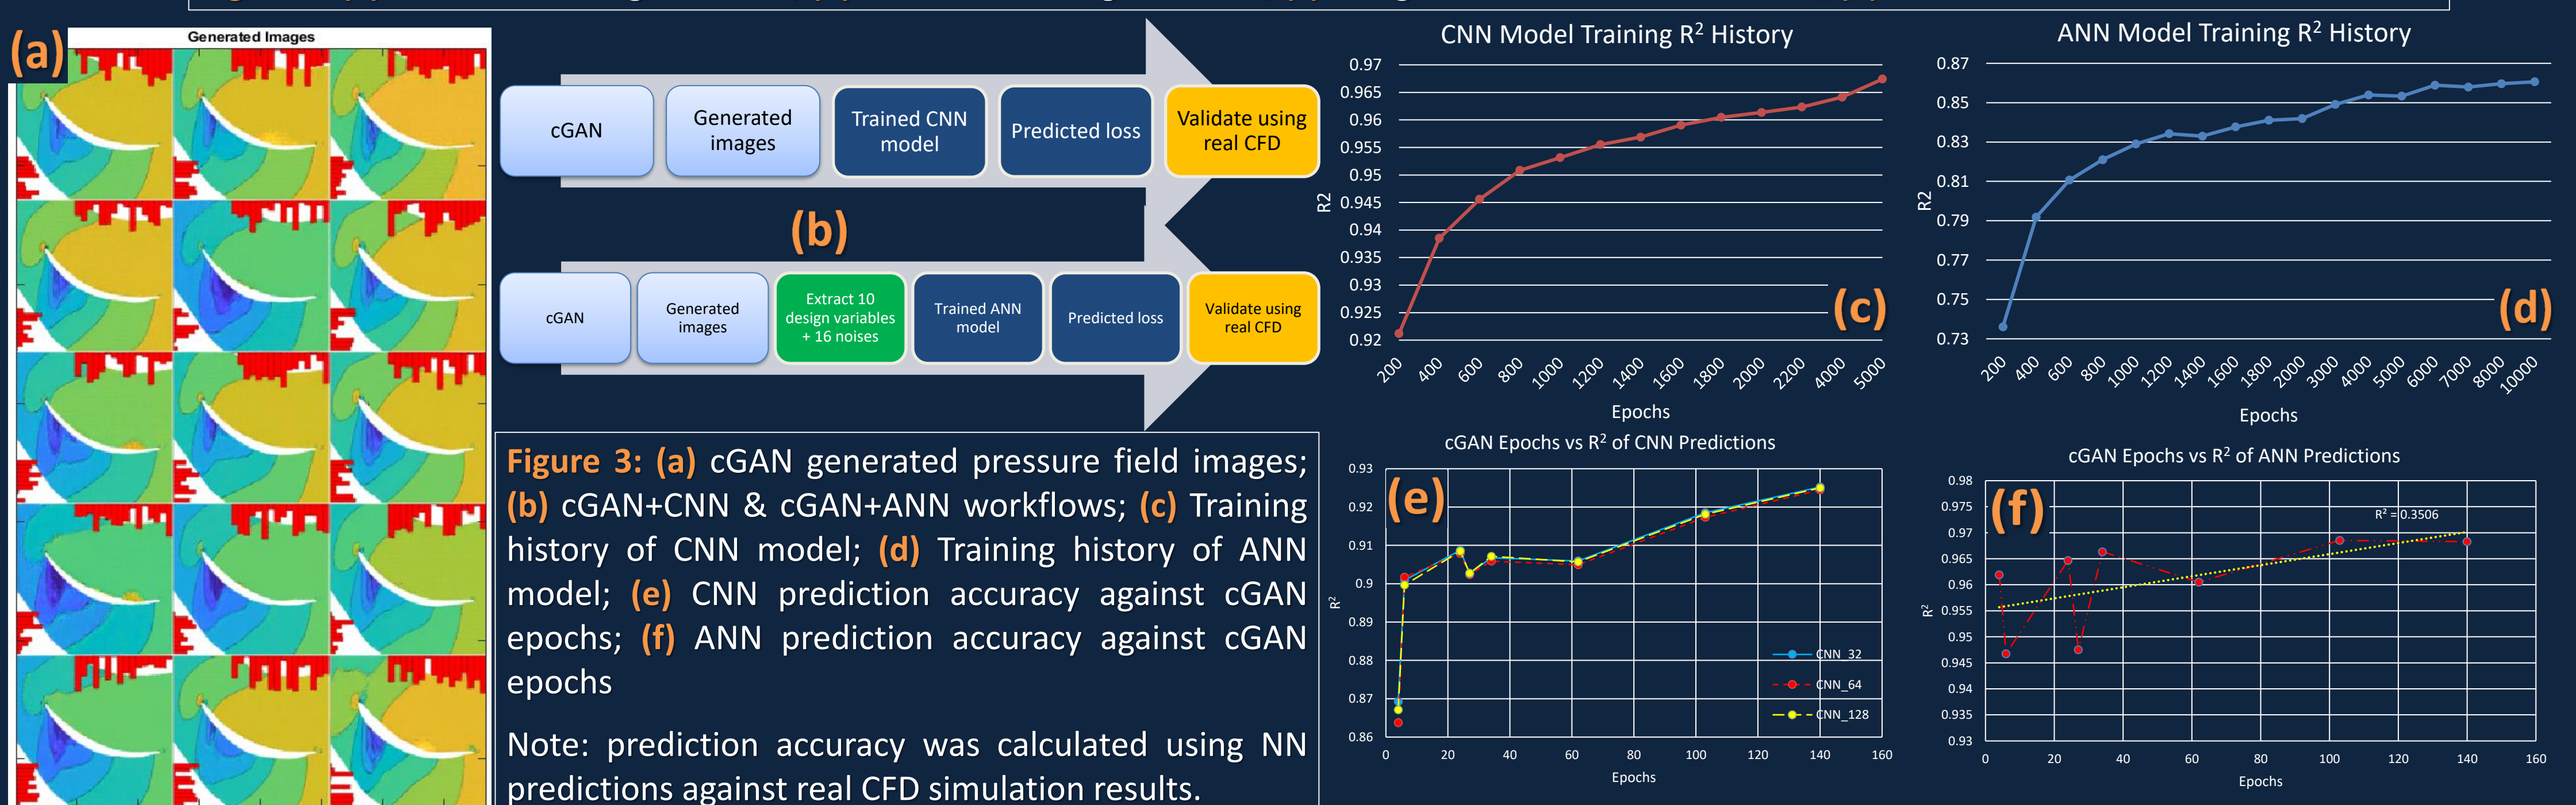 (a)
Generated Images
cGAN
Generated
images
Trained CNN
model
Predicted loss
Validate using
real CFD
(b)
cGAN
Generated
images
Extract 10
design variables
+ 16 noises
Trained ANN
model
Predicted loss
Validate using
real CFD
Figure 3: (a) cGAN generated pressure field images;
(b) cGAN+CNN & cGAN+ANN workflows; (c) Training
history of CNN model; (d) Training history of ANN
model; (e) CNN prediction accuracy against cGAN
epochs; (f) ANN prediction accuracy against cGAN
epochs
Note: prediction accuracy was calculated using NN
predictions against real CFD simulation results.
CNN Model Training R² History
0.97
0.965
0.96
0.955
0.95
0.945
0.94
0.935
0.93
0.925
0.92
R2
200 400 600 800 1000 1200 1400 1600 1800 2000 2200 4000 5000
Epochs
(c)
ANN Model Training R² History
0.87
0.85
0.83
0.81
0.79
0.77
0.75
0.73
R2
200 400 600 800 1000 1200 1400 1600 1800 2000 3000 4000 5000 6000 7000 8000 10000
Epochs
(d)
cGAN Epochs vs R² of CNN Predictions
(e)
0.93
0.92
0.91
0.9
0.89
0.88
0.87
0.86
R²
CNN_32
CNN_64
CNN_128
0 20 40 60 80 100 120 140 160
Epochs
cGAN Epochs vs R² of ANN Predictions
(f)
R² = 0.3506
0.98
0.975
0.97
0.965
0.96
0.955
0.95
0.945
0.94
0.935
0.93
R²
0 20 40 60 80 100 120 140 160
Epochs